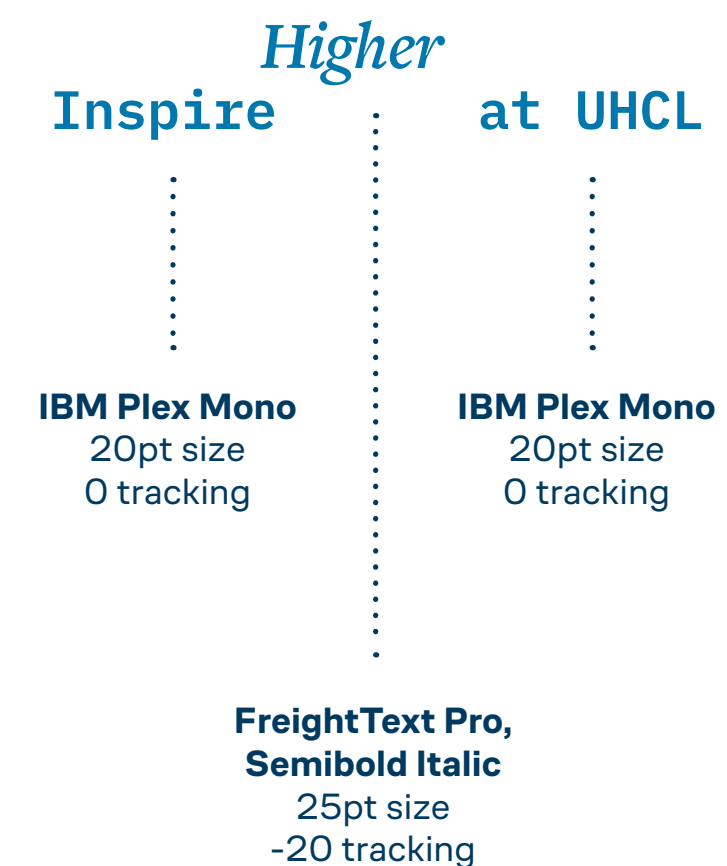 Higher
Inspire
at UHCL
IBM Plex Mono
20pt size
0 tracking
IBM Plex Mono
20pt size
0 tracking
FreightText Pro,
Semibold Italic
25pt size
-20 tracking